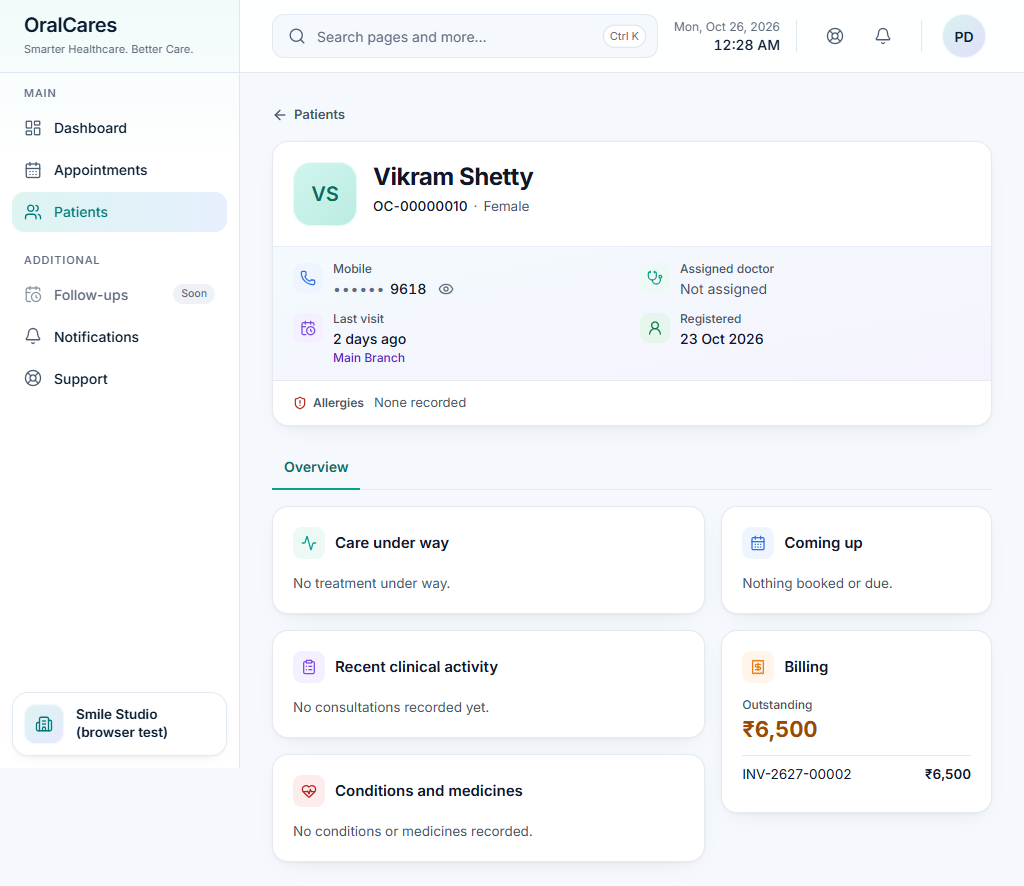 OralCares
Smarter Healthcare. Better Care.
Search pages and more...
Ctrl K
Mon, Oct 26, 2026
12:28 AM
PD
MAIN
Dashboard
Appointments
Patients
ADDITIONAL
Follow-ups
Soon
Notifications
Support
Smile Studio
(browser test)
Patients
VS
Vikram Shetty
OC-00000010 · Female
Mobile
•••••• 9618
Assigned doctor
Not assigned
Last visit
2 days ago
Main Branch
Registered
23 Oct 2026
Allergies None recorded
Overview
Care under way
No treatment under way.
Coming up
Nothing booked or due.
Recent clinical activity
No consultations recorded yet.
Billing
Outstanding
₹6,500
INV-2627-00002 ₹6,500
Conditions and medicines
No conditions or medicines recorded.